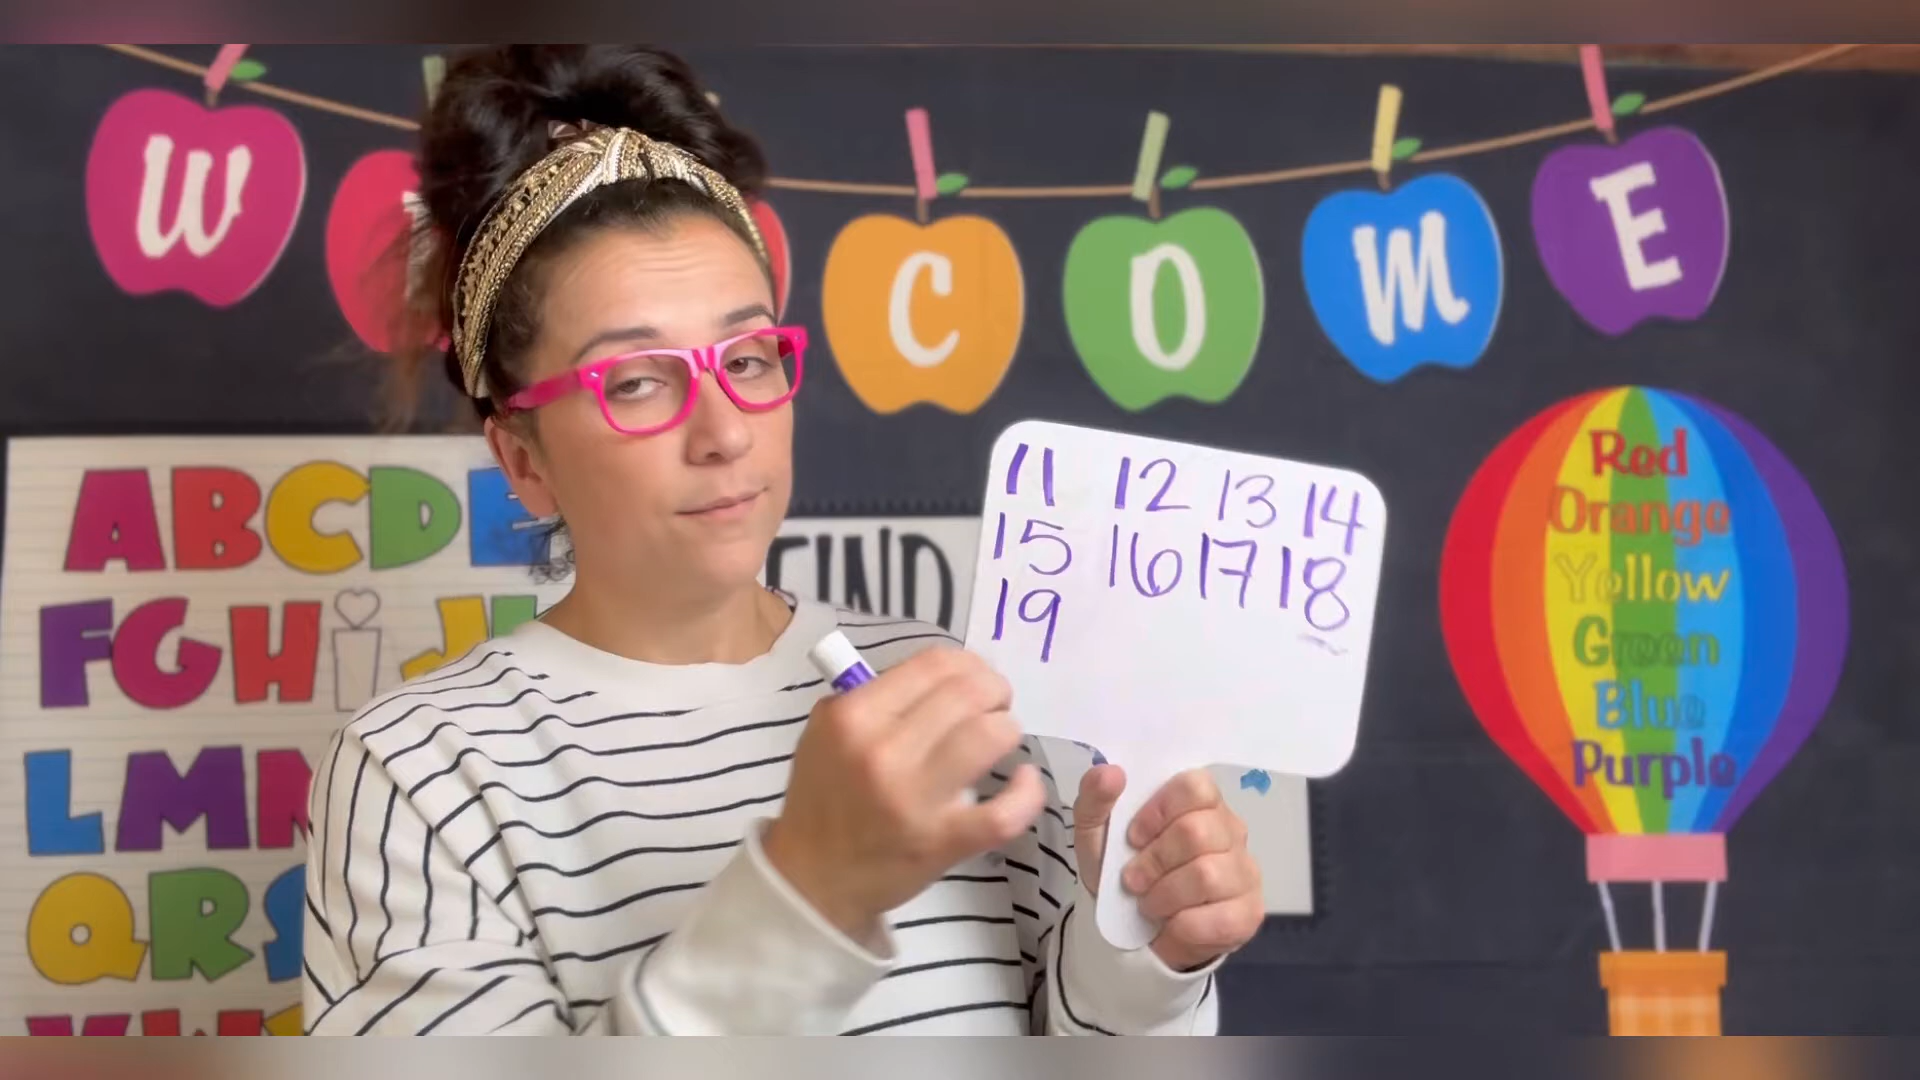 W COME
ABCDE
FGHiJ
LMN
QRS
FIND
11 12 13 14
15 16 17 18
19
Red
Orange
Yellow
Green
Blue
Purple